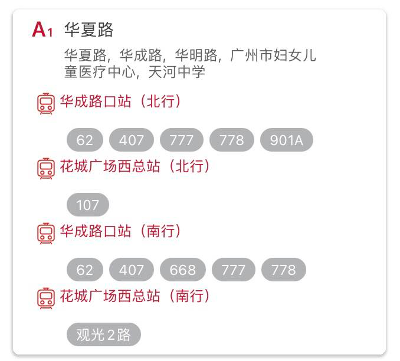 A1 华夏路
华夏路，华成路，华明路，广州市妇女儿
童医疗中心，天河中学
华成路口站（北行）
62 407 777 778 901A
花城广场西总站（北行）
107
华成路口站（南行）
62 407 668 777 778
花城广场西总站（南行）
观光2路